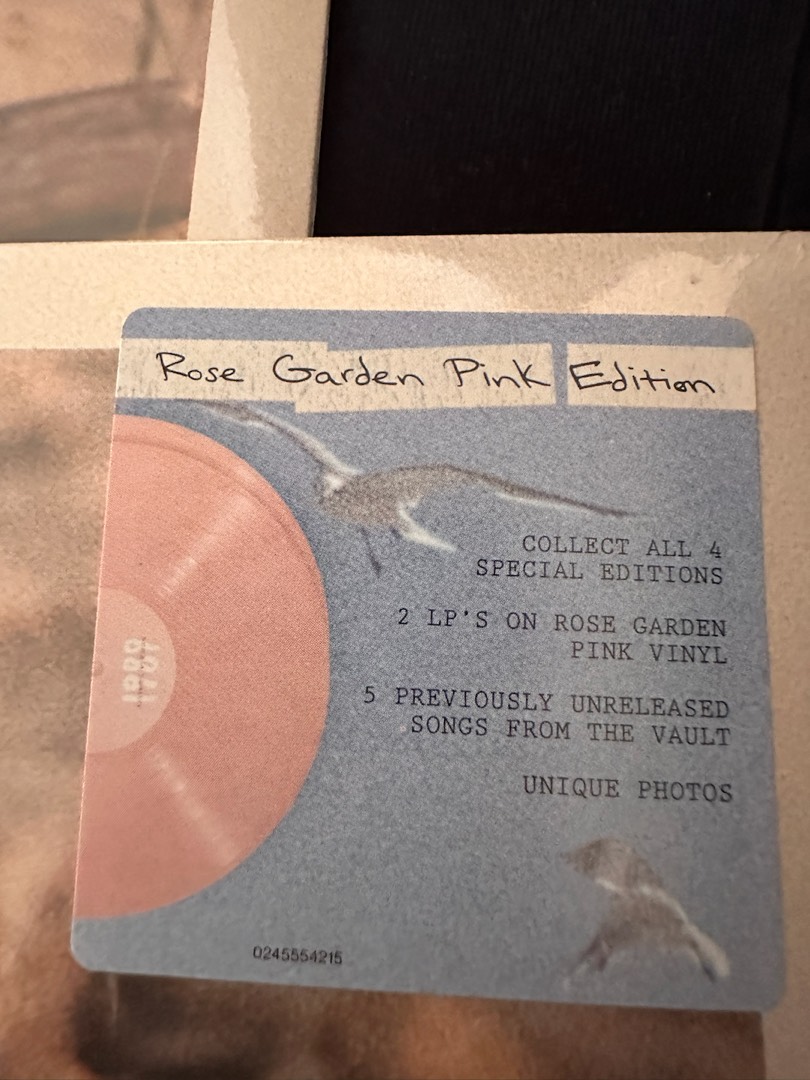 Rose Garden Pink Edition
COLLECT ALL 4
SPECIAL EDITIONS
2 LP'S ON ROSE GARDEN
PINK VINYL
5 PREVIOUSLY UNRELEASED
SONGS FROM THE VAULT
UNIQUE PHOTOS
1989
0245554215